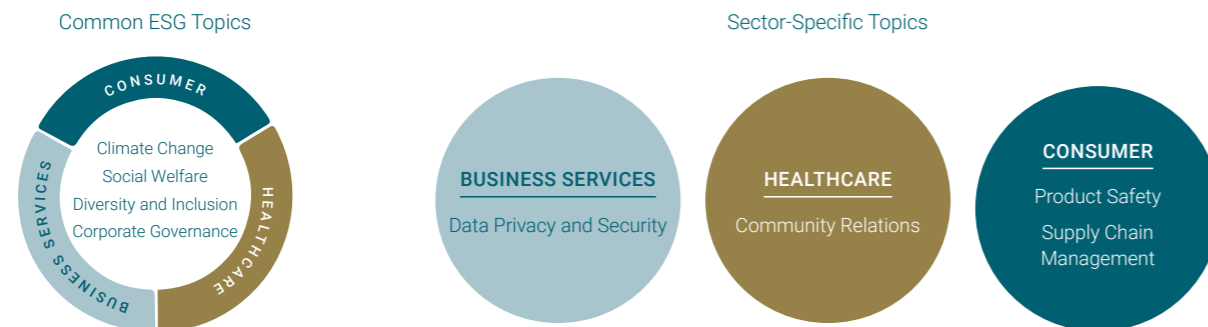 Common ESG Topics
CONSUMER
HEALTHCARE
BUSINESS SERVICES
Climate Change
Social Welfare
Diversity and Inclusion
Corporate Governance
Sector-Specific Topics
BUSINESS SERVICES
Data Privacy and Security
HEALTHCARE
Community Relations
CONSUMER
Product Safety
Supply Chain
Management